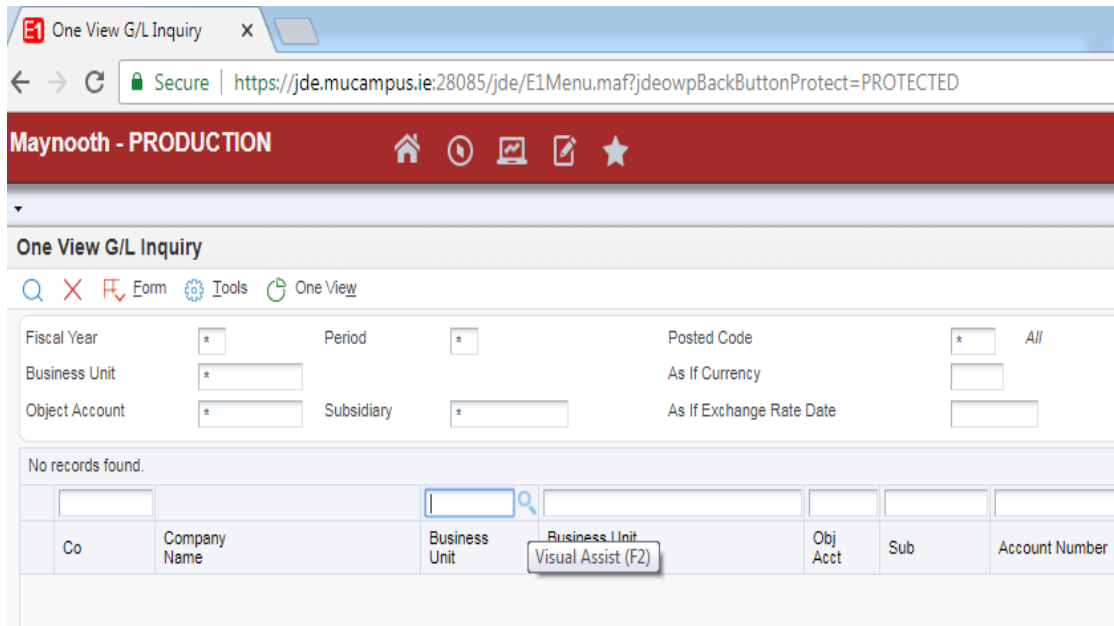 E1 One View G/L Inquiry X
Secure | https://jde.mucampus.ie:28085/jde/E1Menu.maf?jdeowpBackButtonProtect=PROTECTED
Maynooth - PRODUCTION
One View G/L Inquiry
Form Tools One View
Fiscal Year * Period * Posted Code * All
Business Unit * As If Currency
Object Account * Subsidiary * As If Exchange Rate Date
No records found.
Co Company Name Business Unit Business Unit Obj Acct Sub Account Number
Visual Assist (F2)